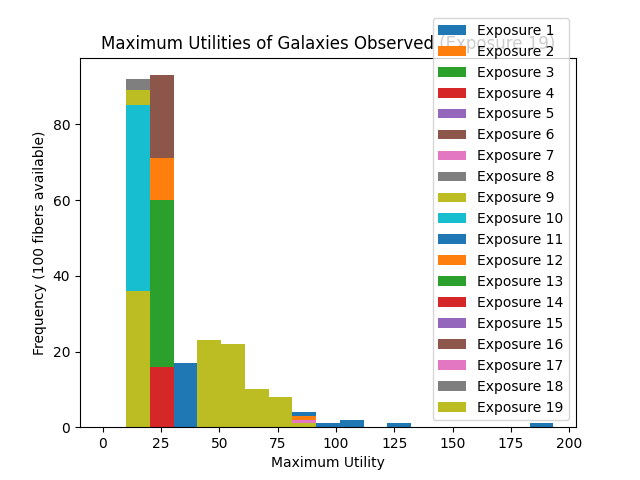 Maximum Utilities of Galaxies Observed (Exposure 19)
Frequency (100 fibers available)
80
60
40
20
0
0 25 50 75 100 125 150 175 200
Maximum Utility
Exposure 1
Exposure 2
Exposure 3
Exposure 4
Exposure 5
Exposure 6
Exposure 7
Exposure 8
Exposure 9
Exposure 10
Exposure 11
Exposure 12
Exposure 13
Exposure 14
Exposure 15
Exposure 16
Exposure 17
Exposure 18
Exposure 19